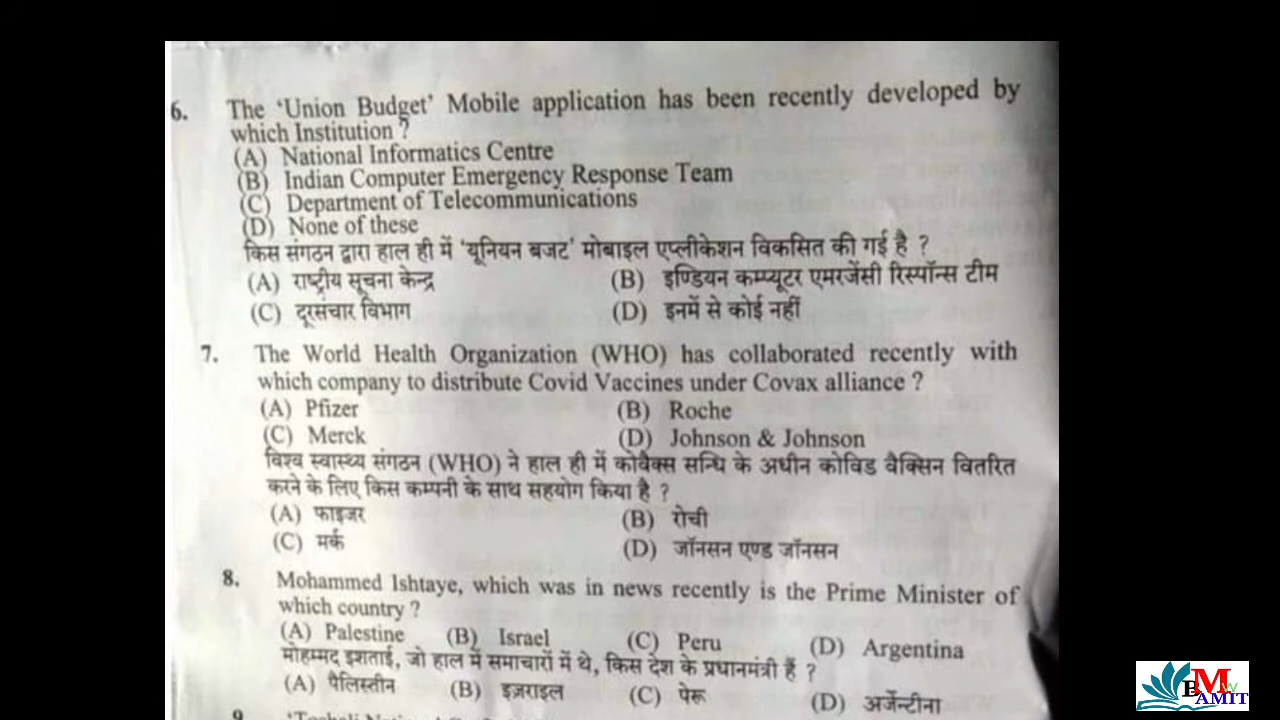 6. The ‘Union Budget’ Mobile application has been recently developed by
which Institution ?
(A) National Informatics Centre
(B) Indian Computer Emergency Response Team
(C) Department of Telecommunications
(D) None of these
किस संगठन द्वारा हाल ही में ‘यूनियन बजट’ मोबाइल एप्लीकेशन विकसित की गई है ?
(A) राष्ट्रीय सूचना केन्द्र (B) इण्डियन कम्प्यूटर एमरजेंसी रिस्पॉन्स टीम
(C) दूरसंचार विभाग (D) इनमें से कोई नहीं
7. The World Health Organization (WHO) has collaborated recently with
which company to distribute Covid Vaccines under Covax alliance ?
(A) Pfizer (B) Roche
(C) Merck (D) Johnson & Johnson
विश्व स्वास्थ्य संगठन (WHO) ने हाल ही में कोवैक्स सन्धि के अधीन कोविड वैक्सिन वितरित
करने के लिए किस कम्पनी के साथ सहयोग किया है ?
(A) फाइजर (B) रोची
(C) मर्क (D) जॉनसन एण्ड जॉनसन
8. Mohammed Ishtaye, which was in news recently is the Prime Minister of
which country ?
(A) Palestine (B) Israel (C) Peru (D) Argentina
मोहम्मद इशताई, जो हाल में समाचारों में थे, किस देश के प्रधानमंत्री हैं ?
(A) पैलिस्तीन (B) इज़राइल (C) पेरू (D) अर्जेन्टीना
9
AMIT